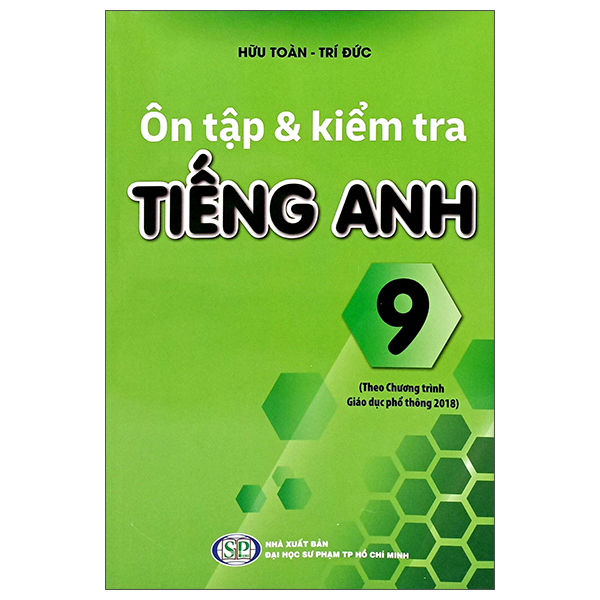 HỮU TOÀN - TRÍ ĐỨC
Ôn tập & kiểm tra
TIẾNG ANH
9
(Theo Chương trình
Giáo dục phổ thông 2018)
SP
NHÀ XUẤT BẢN
ĐẠI HỌC SƯ PHẠM TP HỒ CHÍ MINH